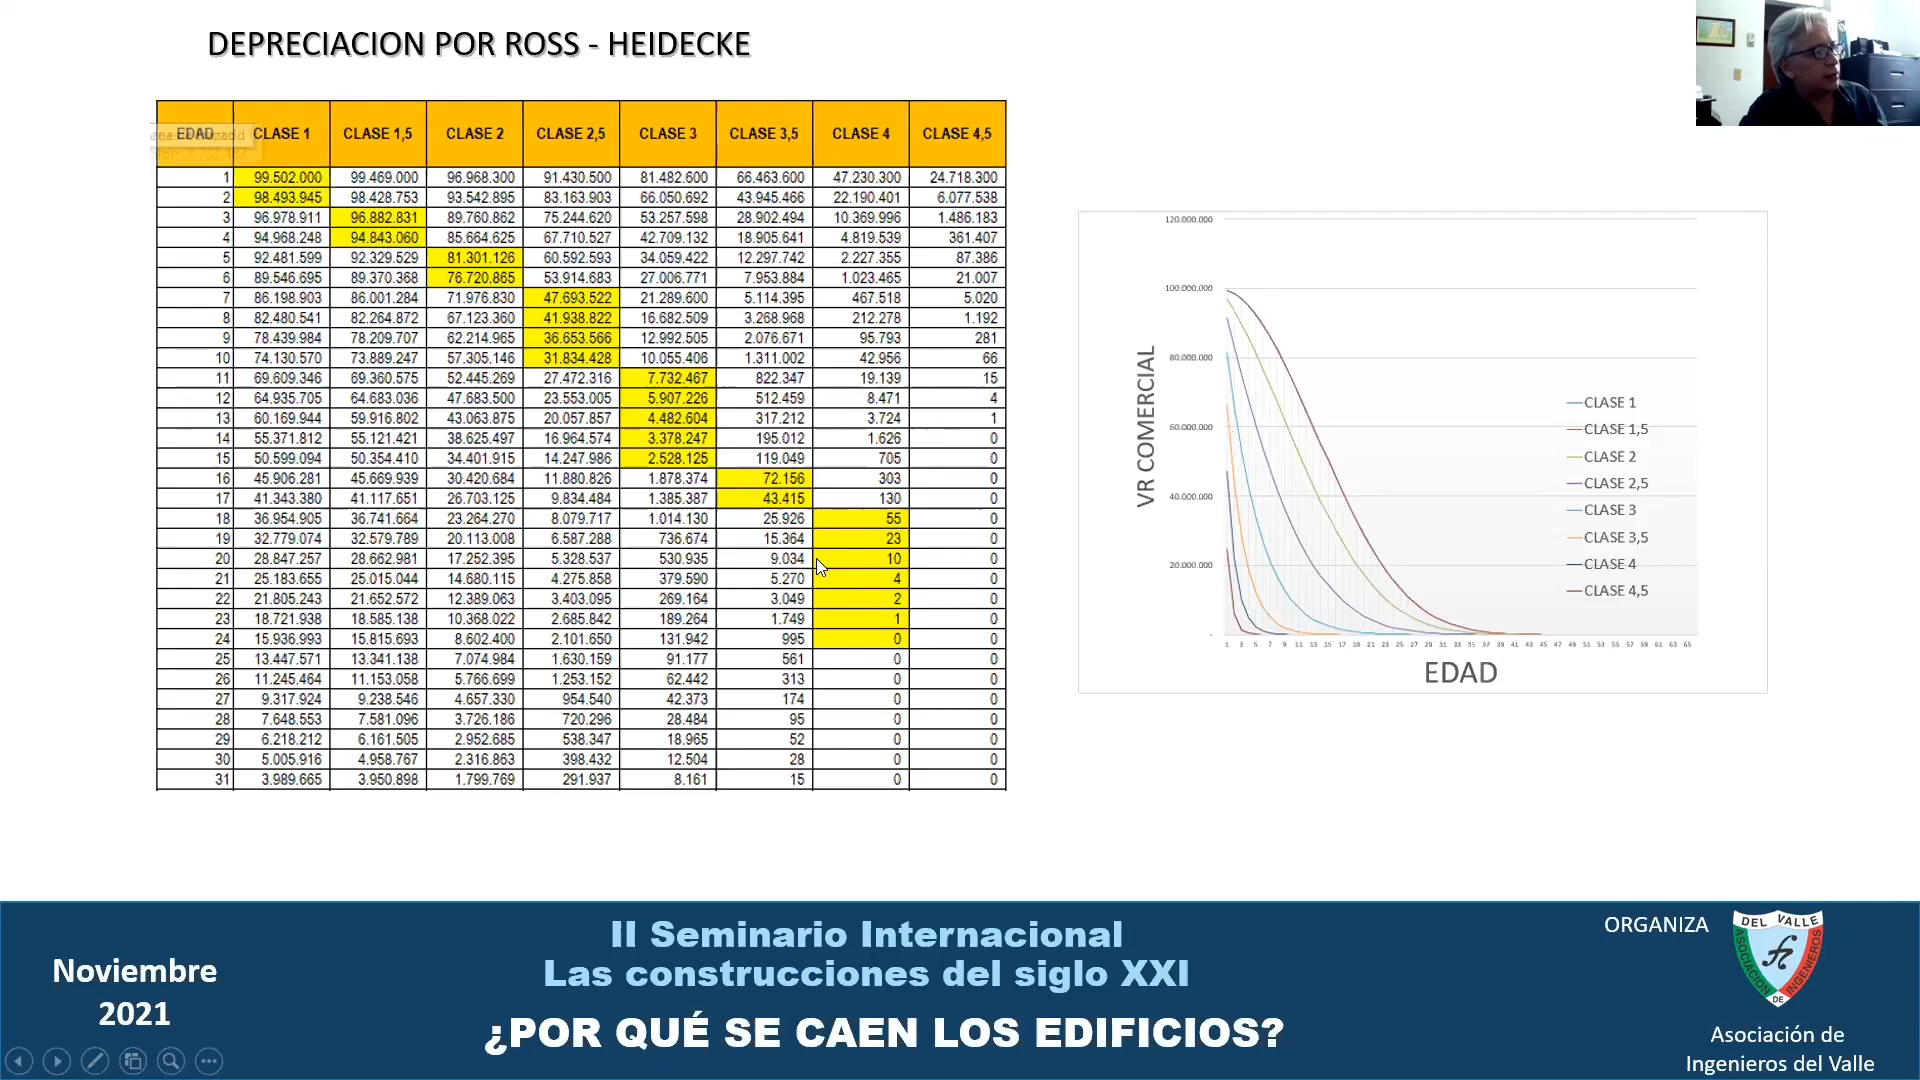 DEPRECIACION POR ROSS - HEIDECKE
EDAD CLASE 1 CLASE 1,5 CLASE 2 CLASE 2,5 CLASE 3 CLASE 3,5 CLASE 4 CLASE 4,5
1 99.502.000 99.469.000 96.968.300 91.430.500 81.482.600 66.463.600 47.230.300 24.718.300
2 98.493.945 98.428.753 93.542.895 83.163.903 66.050.692 43.945.466 22.190.401 6.077.538
3 96.978.911 96.882.831 89.760.862 75.244.620 53.257.598 28.902.494 10.369.996 1.486.183
4 94.968.248 94.843.060 85.664.625 67.710.527 42.709.132 18.905.641 4.819.539 361.407
5 92.481.599 92.329.529 81.301.126 60.592.593 34.059.422 12.297.742 2.227.355 87.386
6 89.546.695 89.370.368 76.720.865 53.914.683 27.006.771 7.953.884 1.023.465 21.007
7 86.198.903 86.001.284 71.976.830 47.693.522 21.289.600 5.114.395 467.518 5.020
8 82.480.541 82.264.872 67.123.360 41.938.822 16.682.509 3.268.968 212.278 1.192
9 78.439.984 78.209.707 62.214.965 36.653.566 12.992.505 2.076.671 95.793 281
10 74.130.570 73.889.247 57.305.146 31.834.428 10.055.406 1.311.002 42.956 66
11 69.609.346 69.360.575 52.445.269 27.472.316 7.732.467 822.347 19.139 15
12 64.935.705 64.683.036 47.683.500 23.553.005 5.907.226 512.459 8.471 4
13 60.169.944 59.916.802 43.063.875 20.057.857 4.482.604 317.212 3.724 1
14 55.371.812 55.121.421 38.625.497 16.964.574 3.378.247 195.012 1.626 0
15 50.599.094 50.354.410 34.401.915 14.247.986 2.528.125 119.049 705 0
16 45.906.281 45.669.939 30.420.684 11.880.826 1.878.374 72.156 303 0
17 41.343.380 41.117.651 26.703.125 9.834.484 1.385.387 43.415 130 0
18 36.954.905 36.741.664 23.264.270 8.079.717 1.014.130 25.926 55 0
19 32.779.074 32.579.789 20.113.008 6.587.288 736.674 15.364 23 0
20 28.847.257 28.662.981 17.252.395 5.328.537 530.935 9.034 10 0
21 25.183.655 25.015.044 14.680.115 4.275.858 379.590 5.270 4 0
22 21.805.243 21.652.572 12.389.063 3.403.095 269.164 3.049 2 0
23 18.721.938 18.585.138 10.368.022 2.685.842 189.264 1.749 1 0
24 15.936.993 15.815.693 8.602.400 2.101.650 131.942 995 0 0
25 13.447.571 13.341.138 7.074.984 1.630.159 91.177 561 0 0
26 11.245.464 11.153.058 5.766.699 1.253.152 62.442 313 0 0
27 9.317.924 9.238.546 4.657.330 954.540 42.373 174 0 0
28 7.648.553 7.581.096 3.726.186 720.296 28.484 95 0 0
29 6.218.212 6.161.505 2.952.685 538.347 18.965 52 0 0
30 5.005.916 4.958.767 2.316.863 398.432 12.504 28 0 0
31 3.989.665 3.950.898 1.799.769 291.937 8.161 15 0 0
120.000.000
100.000.000
80.000.000
60.000.000
40.000.000
20.000.000
-
VR COMERCIAL
CLASE 1
CLASE 1,5
CLASE 2
CLASE 2,5
CLASE 3
CLASE 3,5
CLASE 4
CLASE 4,5
1 3 5 7 9 11 13 15 17 19 21 23 25 27 29 31 33 35 37 39 41 43 45 47 49 51 53 55 57 59 61 63 65
EDAD
Noviembre
2021
II Seminario Internacional
Las construcciones del siglo XXI
¿POR QUÉ SE CAEN LOS EDIFICIOS?
ORGANIZA
DEL VALLE
ASOCIACION DE INGENIEROS
Asociación de
Ingenieros del Valle